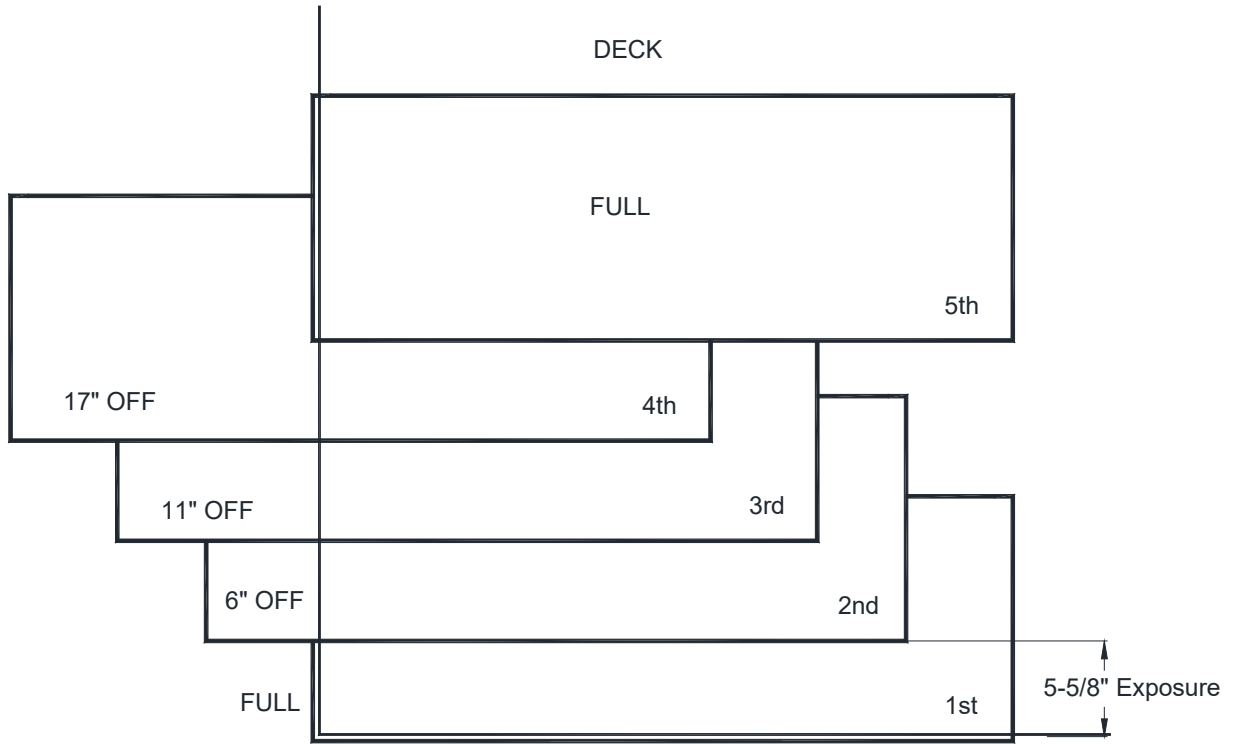 DECK
FULL
5th
17" OFF
4th
11" OFF
3rd
6" OFF
2nd
5-5/8" Exposure
FULL
1st